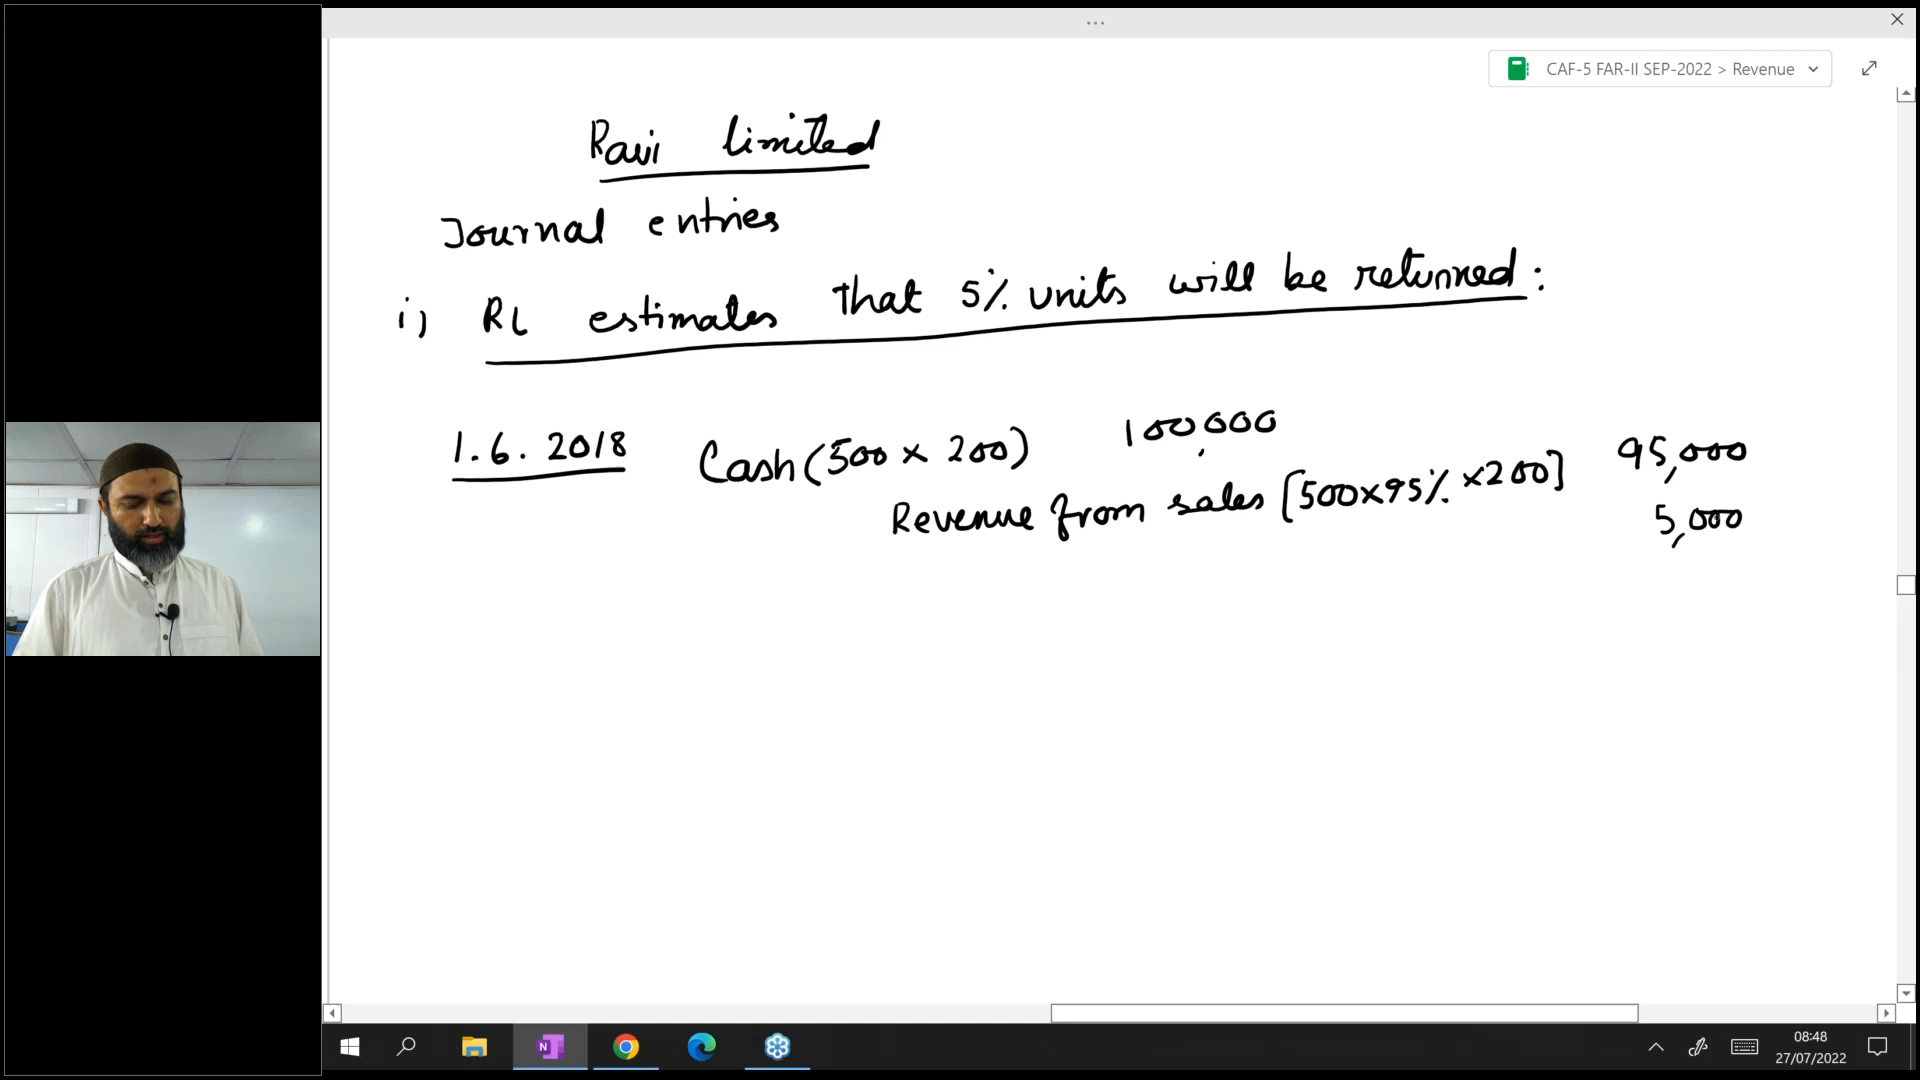 CAF-5 FAR-II SEP-2022 > Revenue
Ravi limited
Journal entries
i) RL estimates that 5% units will be returned:
1.6.2018 Cash (500 x 200) 100,000
Revenue from sales [500x95% x200] 95,000
5,000
08:48
27/07/2022